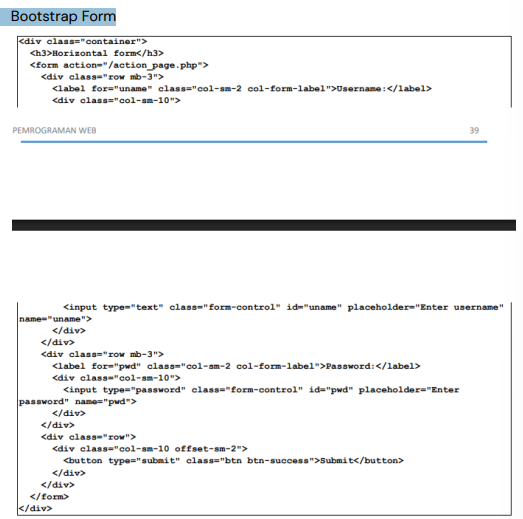 Bootstrap Form
<div class="container">
<h3>Horizontal form</h3>
<form action="/action_page.php">
<div class="row mb-3">
<label for="uname" class="col-sm-2 col-form-label">Username:</label>
<div class="col-sm-10">
PEMROGRAMAN WEB 39
<input type="text" class="form-control" id="uname" placeholder="Enter username"
name="uname">
</div>
</div>
<div class="row mb-3">
<label for="pwd" class="col-sm-2 col-form-label">Password:</label>
<div class="col-sm-10">
<input type="password" class="form-control" id="pwd" placeholder="Enter
password" name="pwd">
</div>
</div>
<div class="row">
<div class="col-sm-10 offset-sm-2">
<button type="submit" class="btn btn-success">Submit</button>
</div>
</div>
</form>
</div>